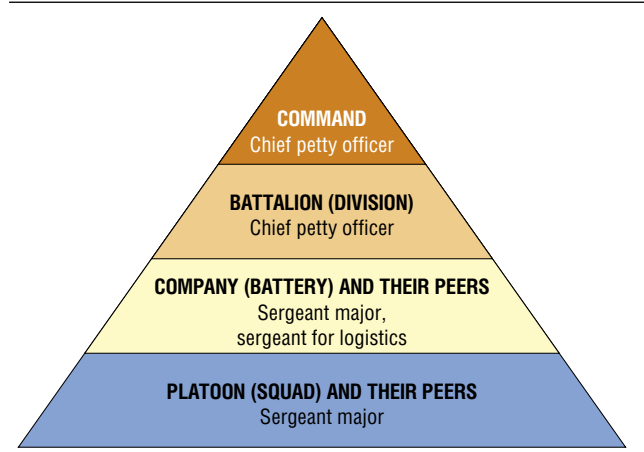 COMMAND
Chief petty officer
BATTALION (DIVISION)
Chief petty officer
COMPANY (BATTERY) AND THEIR PEERS
Sergeant major,
sergeant for logistics
PLATOON (SQUAD) AND THEIR PEERS
Sergeant major